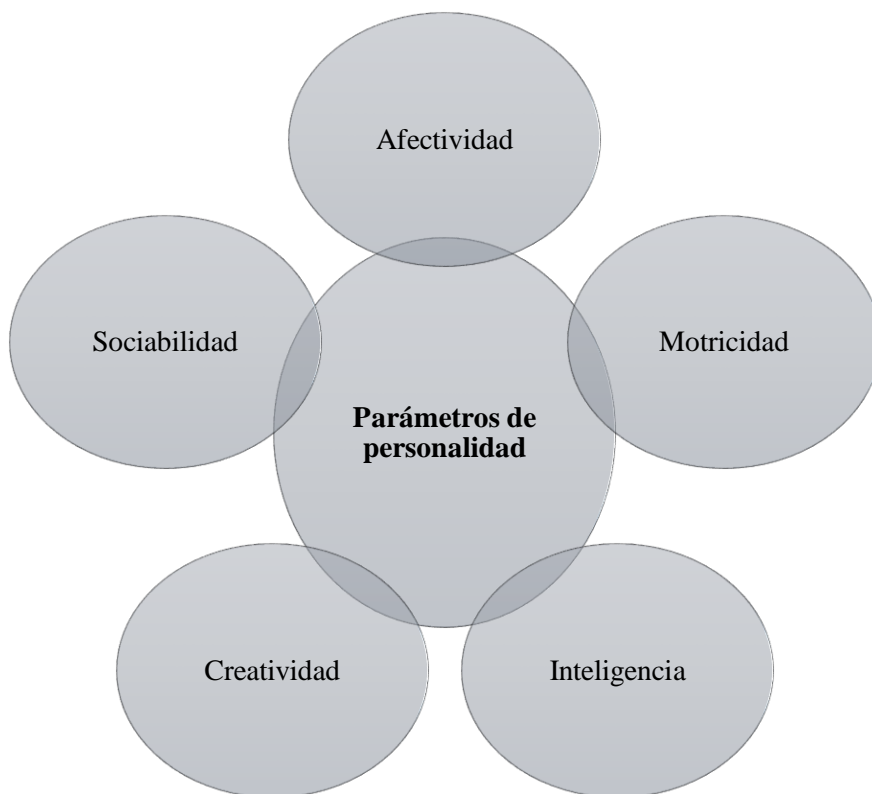 Afectividad
Sociabilidad
Motricidad
Parámetros de
personalidad
Creatividad
Inteligencia